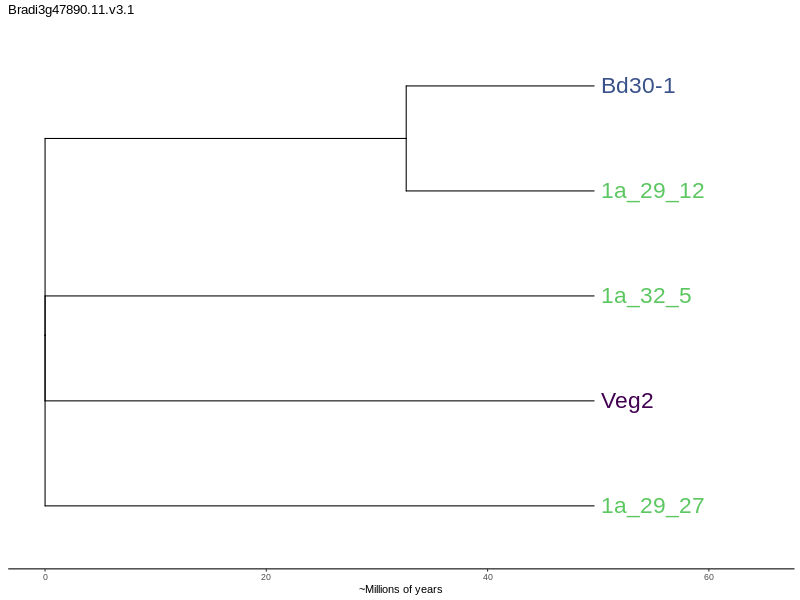 Bradi3g47890.11.v3.1
Bd30-1
1a_29_12
1a_32_5
Veg2
1a_29_27
0 20 40 60
~Millions of years